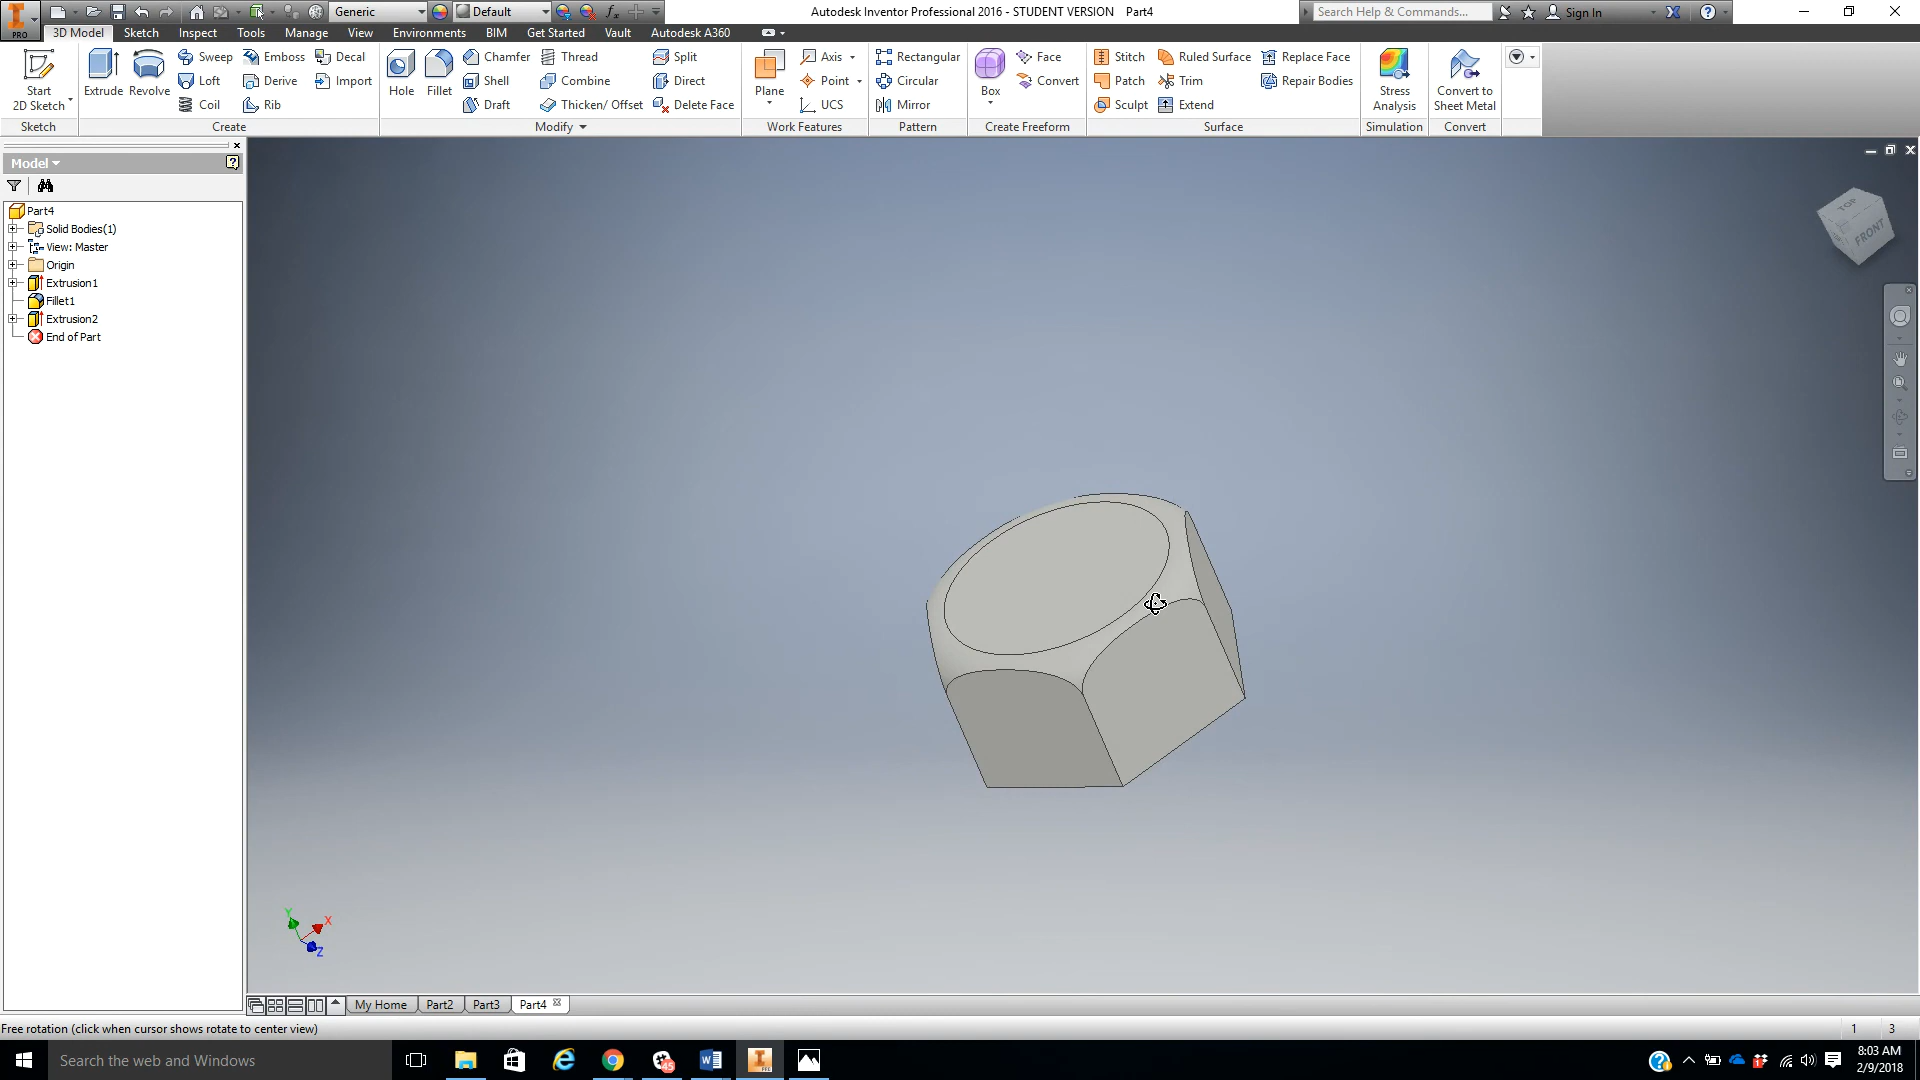 Generic
Default
Autodesk Inventor Professional 2016 - STUDENT VERSION Part4
Search Help & Commands...
Sign In
PRO
3D Model Sketch Inspect Tools Manage View Environments BIM Get Started Vault Autodesk A360
Start
2D Sketch
Extrude
Revolve
Sweep
Loft
Coil
Emboss
Derive
Rib
Decal
Import
Hole
Fillet
Chamfer
Shell
Draft
Thread
Combine
Thicken/ Offset
Split
Direct
Delete Face
Plane
Axis
Point
UCS
Rectangular
Circular
Mirror
Box
Face
Convert
Stitch
Patch
Sculpt
Ruled Surface
Trim
Extend
Replace Face
Repair Bodies
Stress
Analysis
Convert to
Sheet Metal
Sketch Create Modify Work Features Pattern Create Freeform Surface Simulation Convert
Model
Part4
Solid Bodies(1)
View: Master
Origin
Extrusion1
Fillet1
Extrusion2
End of Part
TOP
FRONT
Y
X
Z
My Home Part2 Part3 Part4
Free rotation (click when cursor shows rotate to center view)
1 3
Search the web and Windows
45
PRO
8:03 AM
2/9/2018